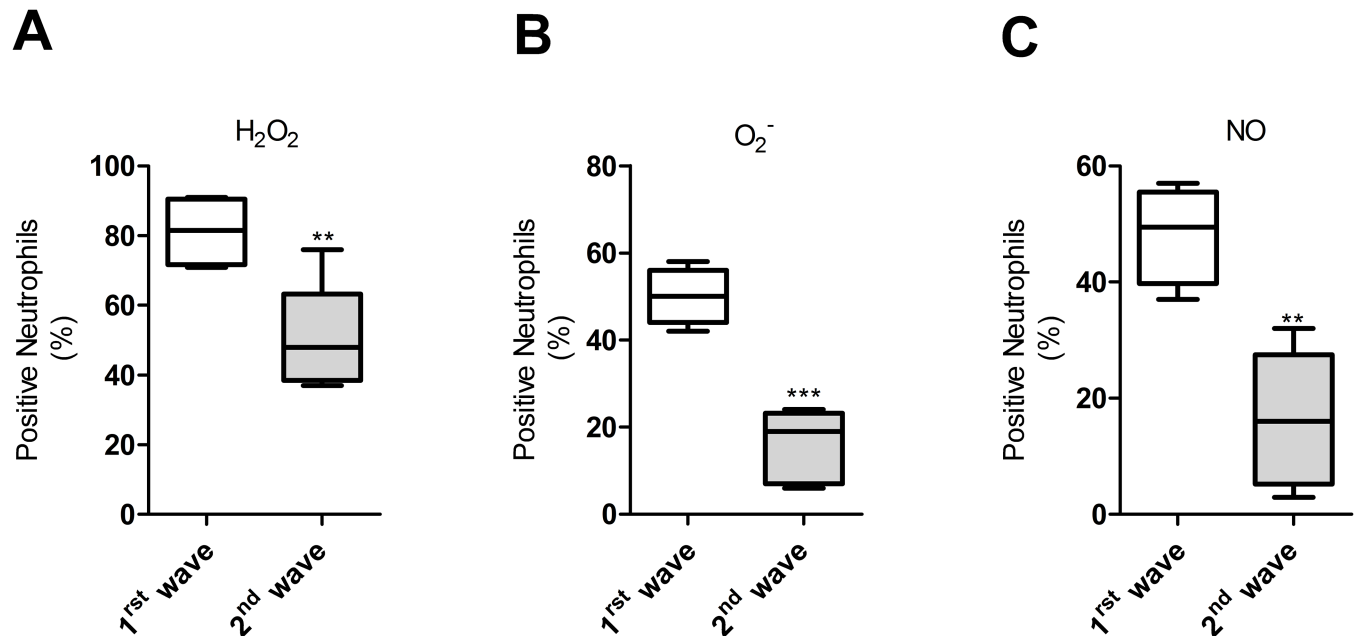 A
B
C
H₂O₂
O₂⁻
NO
Positive Neutrophils
(%)
100
80
60
40
20
0
**
1ʳˢᵗ wave
2ⁿᵈ wave
Positive Neutrophils
(%)
80
60
40
20
0
***
1ʳˢᵗ wave
2ⁿᵈ wave
Positive Neutrophils
(%)
60
40
20
0
**
1ʳˢᵗ wave
2ⁿᵈ wave